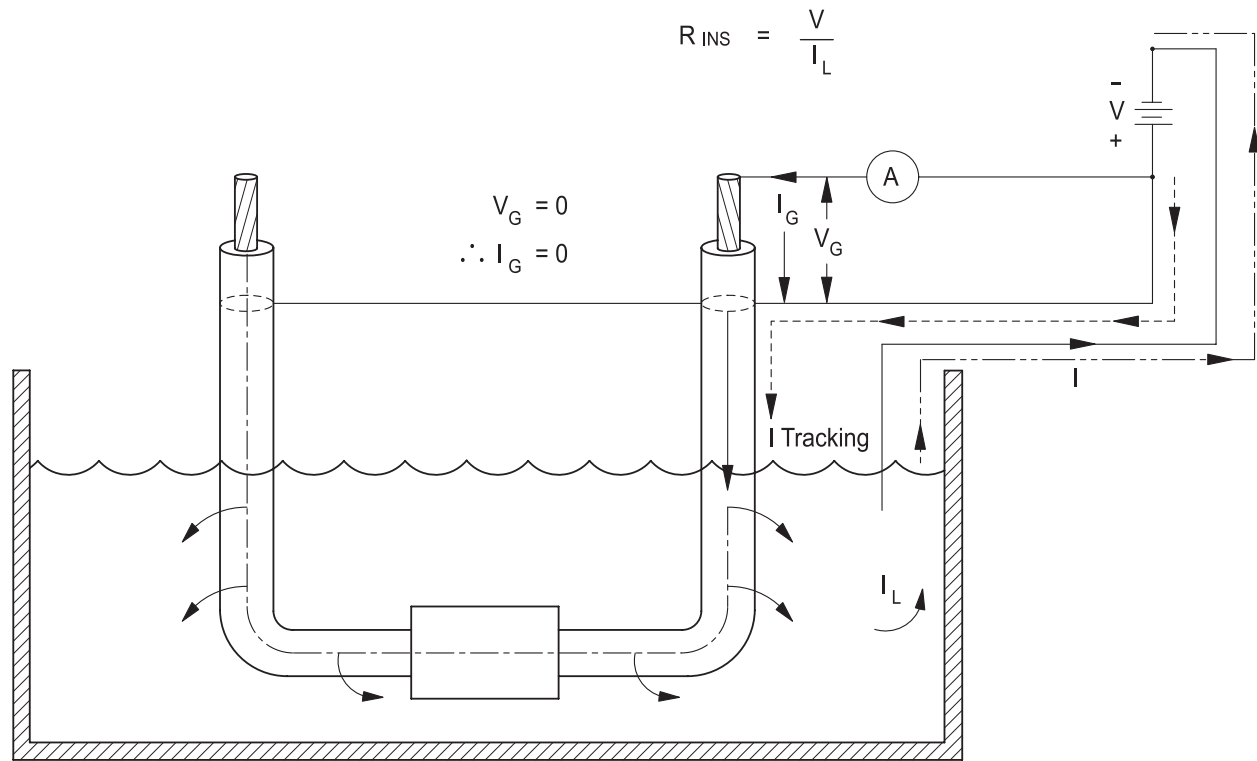 R INS = V / I L
-
V
+
A
V G = 0
∴ I G = 0
I G
V G
I
I Tracking
I L